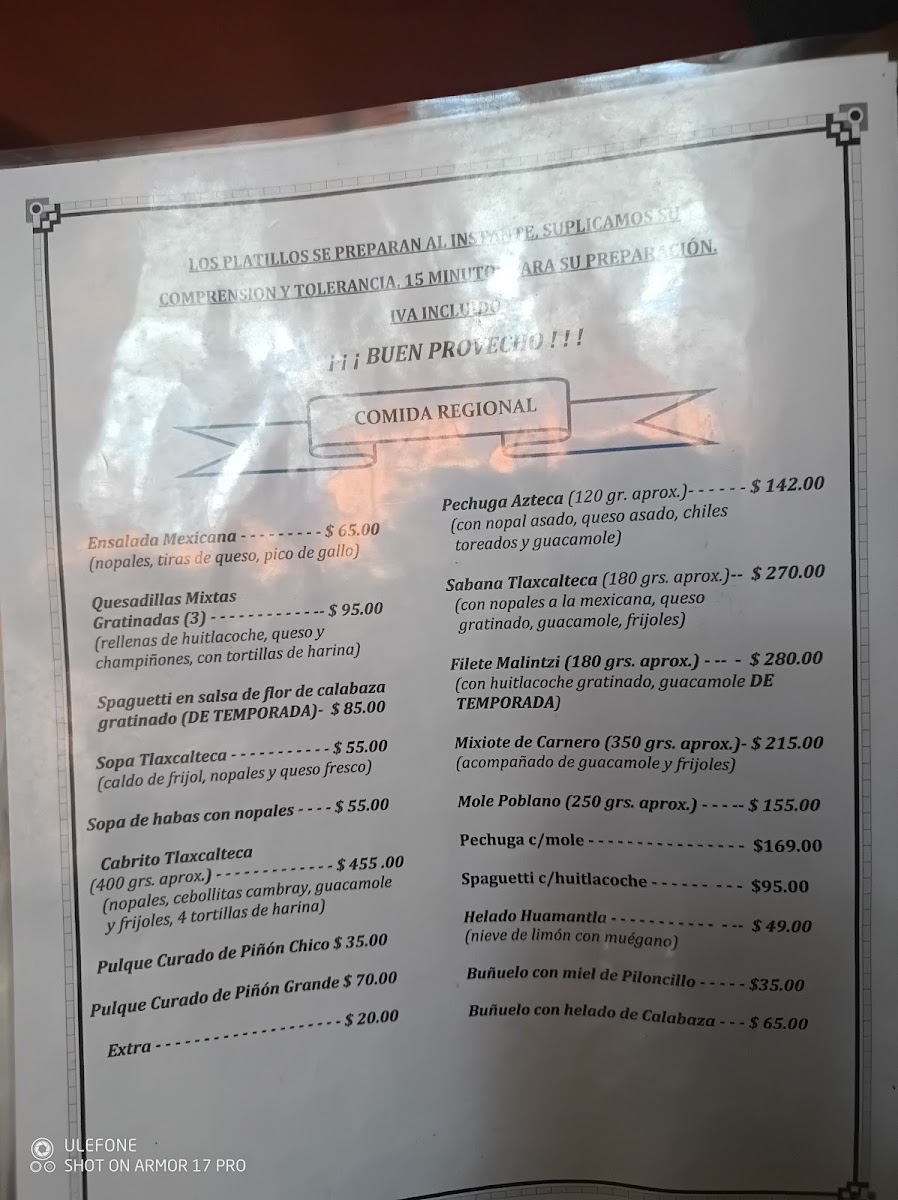 LOS PLATILLOS SE PREPARAN AL INSTANTE, SUPLICAMOS SU
COMPRENSION Y TOLERANCIA. 15 MINUTOS PARA SU PREPARACIÓN.
IVA INCLUIDO
¡¡¡ BUEN PROVECHO !!!
COMIDA REGIONAL
Ensalada Mexicana - - - - - - - - - $ 65.00
(nopales, tiras de queso, pico de gallo)
Quesadillas Mixtas
Gratinadas (3) - - - - - - - - - - - -- $ 95.00
(rellenas de huitlacoche, queso y
champiñones, con tortillas de harina)
Spaguetti en salsa de flor de calabaza
gratinado (DE TEMPORADA)- $ 85.00
Sopa Tlaxcalteca - - - - - - - - - - - $ 55.00
(caldo de frijol, nopales y queso fresco)
Sopa de habas con nopales - - - - $ 55.00
Cabrito Tlaxcalteca
(400 grs. aprox.) - - - - - - - - - - - - $ 455.00
(nopales, cebollitas cambray, guacamole
y frijoles, 4 tortillas de harina)
Pulque Curado de Piñón Chico $ 35.00
Pulque Curado de Piñón Grande $ 70.00
Extra - - - - - - - - - - - - - - - - - - - $ 20.00
Pechuga Azteca (120 gr. aprox.)- - - - - - $ 142.00
(con nopal asado, queso asado, chiles
toreados y guacamole)
Sabana Tlaxcalteca (180 grs. aprox.)-- $ 270.00
(con nopales a la mexicana, queso
gratinado, guacamole, frijoles)
Filete Malintzi (180 grs. aprox.) - -- - $ 280.00
(con huitlacoche gratinado, guacamole DE
TEMPORADA)
Mixiote de Carnero (350 grs. aprox.)- $ 215.00
(acompañado de guacamole y frijoles)
Mole Poblano (250 grs. aprox.) - - - -- $ 155.00
Pechuga c/mole - - - - - - - - - - - - - - - - $169.00
Spaguetti c/huitlacoche - - - - - - - - - $95.00
Helado Huamantla - - - - - - - - - - - - -- $ 49.00
(nieve de limón con muégano)
Buñuelo con miel de Piloncillo - - - - - $35.00
Buñuelo con helado de Calabaza - - - $ 65.00
ULEFONE
SHOT ON ARMOR 17 PRO